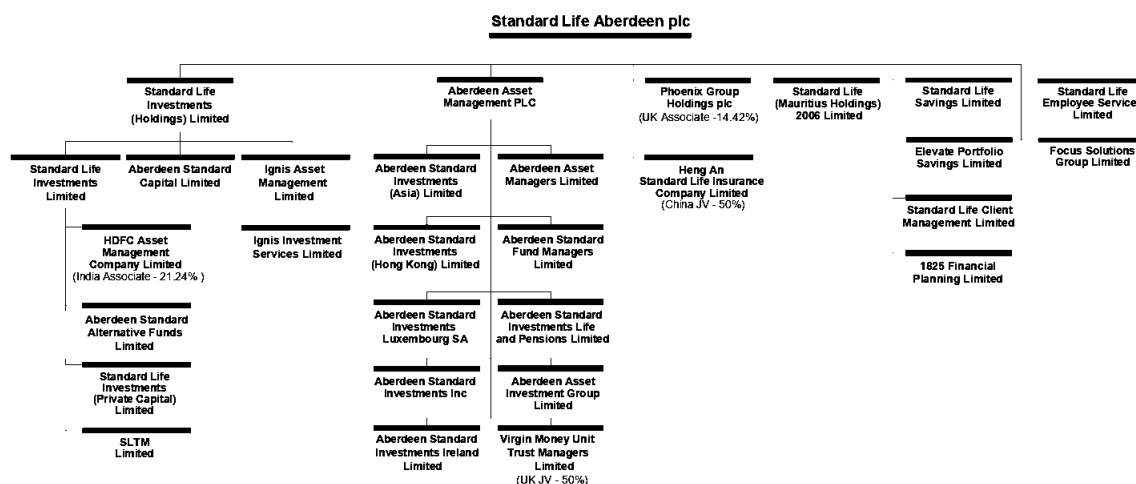 Standard Life Aberdeen plc
Standard Life
Investments
(Holdings) Limited
Aberdeen Asset
Management PLC
Phoenix Group
Holdings plc
(UK Associate -14.42%)
Standard Life
(Mauritius Holdings)
2006 Limited
Standard Life
Savings Limited
Standard Life
Employee Service
Limited
Standard Life
Investments
Limited
Aberdeen Standard
Capital Limited
Ignis Asset
Management
Limited
Aberdeen Standard
Investments
(Asia) Limited
Aberdeen Asset
Managers Limited
Heng An
Standard Life Insurance
Company Limited
(China JV - 50%)
Elevate Portfolio
Savings Limited
Focus Solutions
Group Limited
HDFC Asset
Management
Company Limited
(India Associate - 21.24% )
Ignis Investment
Services Limited
Aberdeen Standard
Investments
(Hong Kong) Limited
Aberdeen Standard
Fund Managers
Limited
Standard Life Client
Management Limited
1825 Financial
Planning Limited
Aberdeen Standard
Alternative Funds
Limited
Aberdeen Standard
Investments
Luxembourg SA
Aberdeen Standard
Investments Life
and Pensions Limited
Standard Life
Investments
(Private Capital)
Limited
Aberdeen Standard
Investments Inc
Aberdeen Asset
Investment Group
Limited
SLTM
Limited
Aberdeen Standard
Investments Ireland
Limited
Virgin Money Unit
Trust Managers
Limited
(UK JV - 50%)